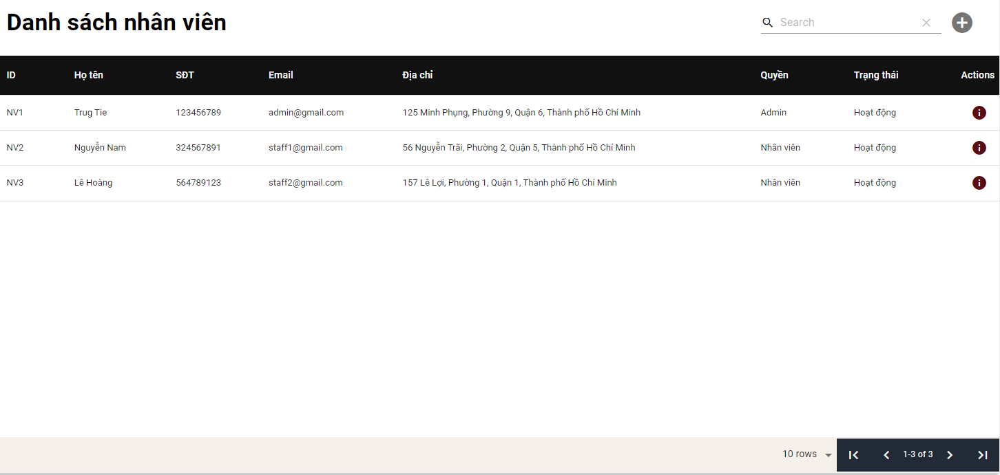 Danh sách nhân viên
Search
ID Họ tên SĐT Email Địa chỉ Quyền Trạng thái Actions
NV1 Trug Tie 123456789 admin@gmail.com 125 Minh Phụng, Phường 9, Quận 6, Thành phố Hồ Chí Minh Admin Hoạt động
NV2 Nguyễn Nam 324567891 staff1@gmail.com 56 Nguyễn Trãi, Phường 2, Quận 5, Thành phố Hồ Chí Minh Nhân viên Hoạt động
NV3 Lê Hoàng 564789123 staff2@gmail.com 157 Lê Lợi, Phường 1, Quận 1, Thành phố Hồ Chí Minh Nhân viên Hoạt động
10 rows 1-3 of 3